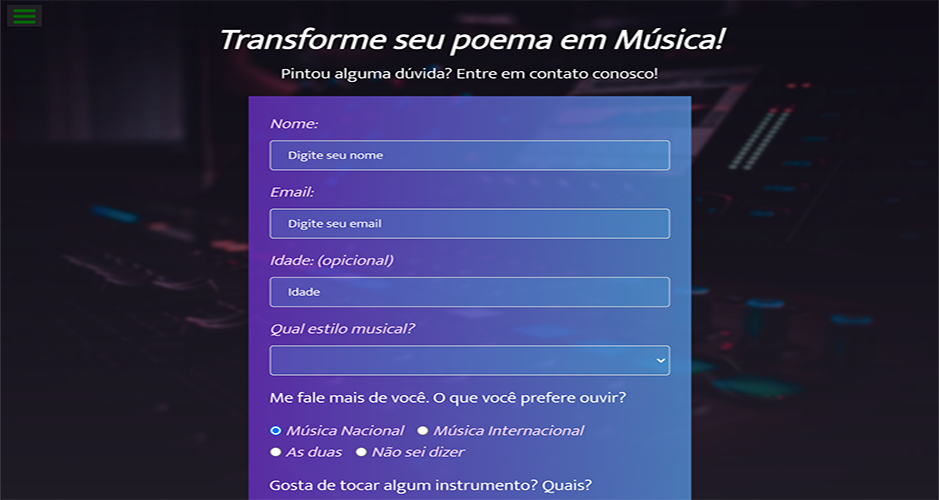 Transforme seu poema em Música!
Pintou alguma dúvida? Entre em contato conosco!
Nome:
Digite seu nome
Email:
Digite seu email
Idade: (opicional)
Idade
Qual estilo musical?
Me fale mais de você. O que você prefere ouvir?
Música Nacional Música Internacional
As duas Não sei dizer
Gosta de tocar algum instrumento? Quais?